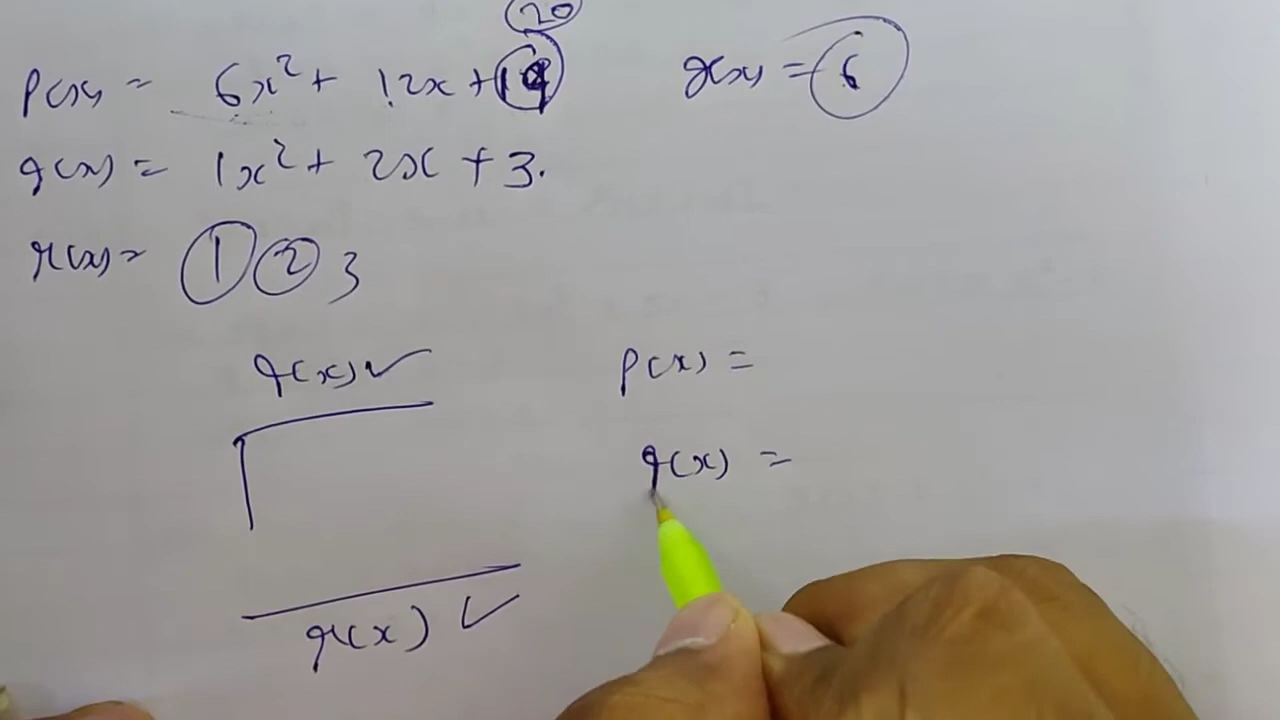 20
p(x) = 6x² + 12x + 19
g(x) = 6
q(x) = 1x² + 2x + 3.
r(x) = 1 2 3
q(x) ✓
p(x) =
q(x) =
r(x) ✓